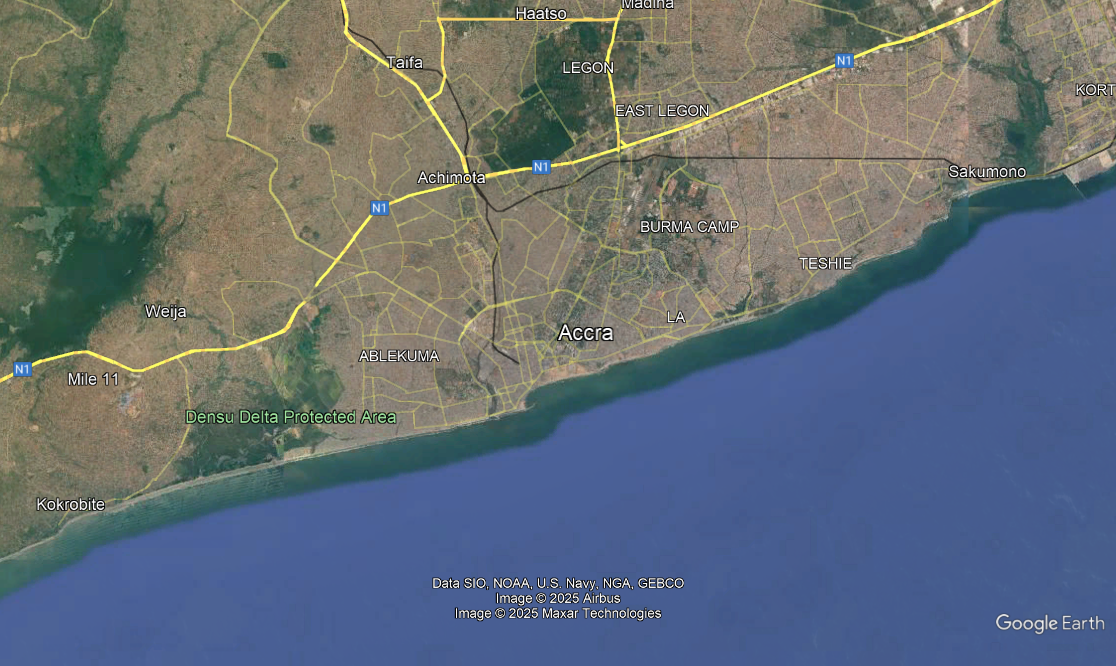 Madina
Haatso
Taifa
LEGON
N1
KORT
EAST LEGON
N1
Achimota
Sakumono
N1
BURMA CAMP
TESHIE
Weija
LA
Accra
ABLEKUMA
N1
Mile 11
Densu Delta Protected Area
Kokrobite
Data SIO, NOAA, U.S. Navy, NGA, GEBCO
Image © 2025 Airbus
Image © 2025 Maxar Technologies
Google Earth